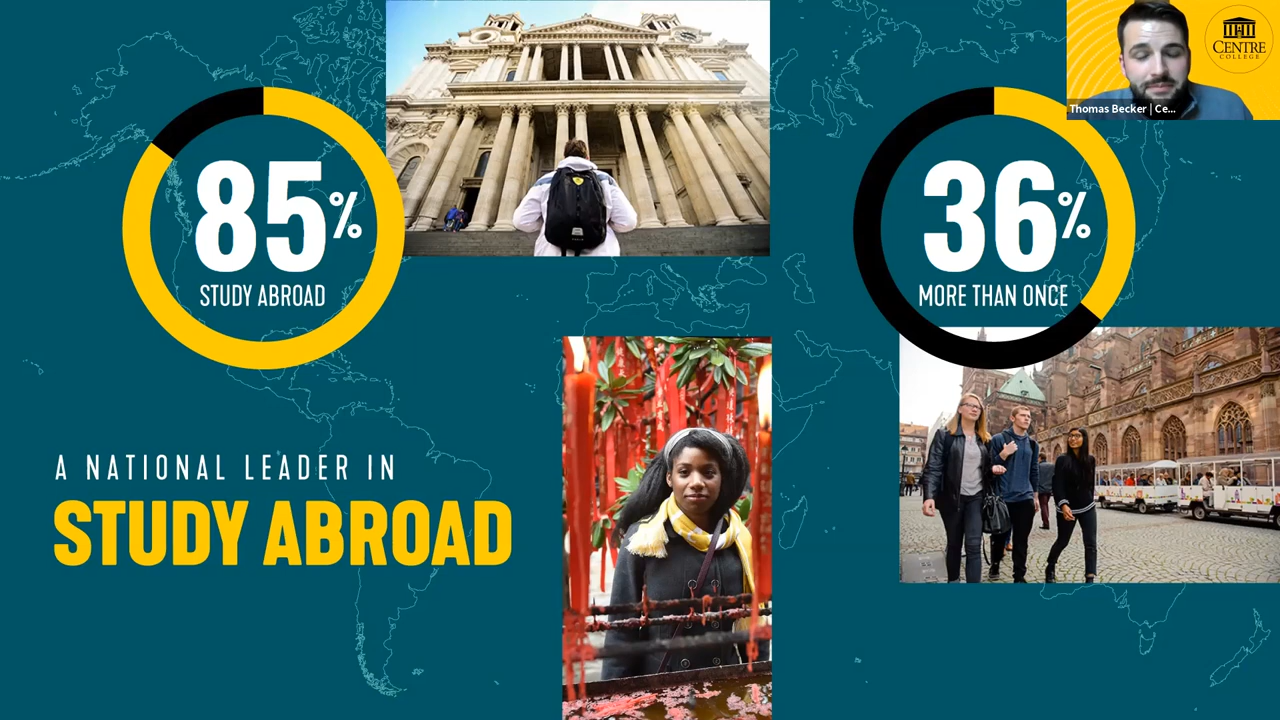 85%
STUDY ABROAD
36%
MORE THAN ONCE
CENTRE
COLLEGE
Thomas Becker | Ce...
A NATIONAL LEADER IN
STUDY ABROAD